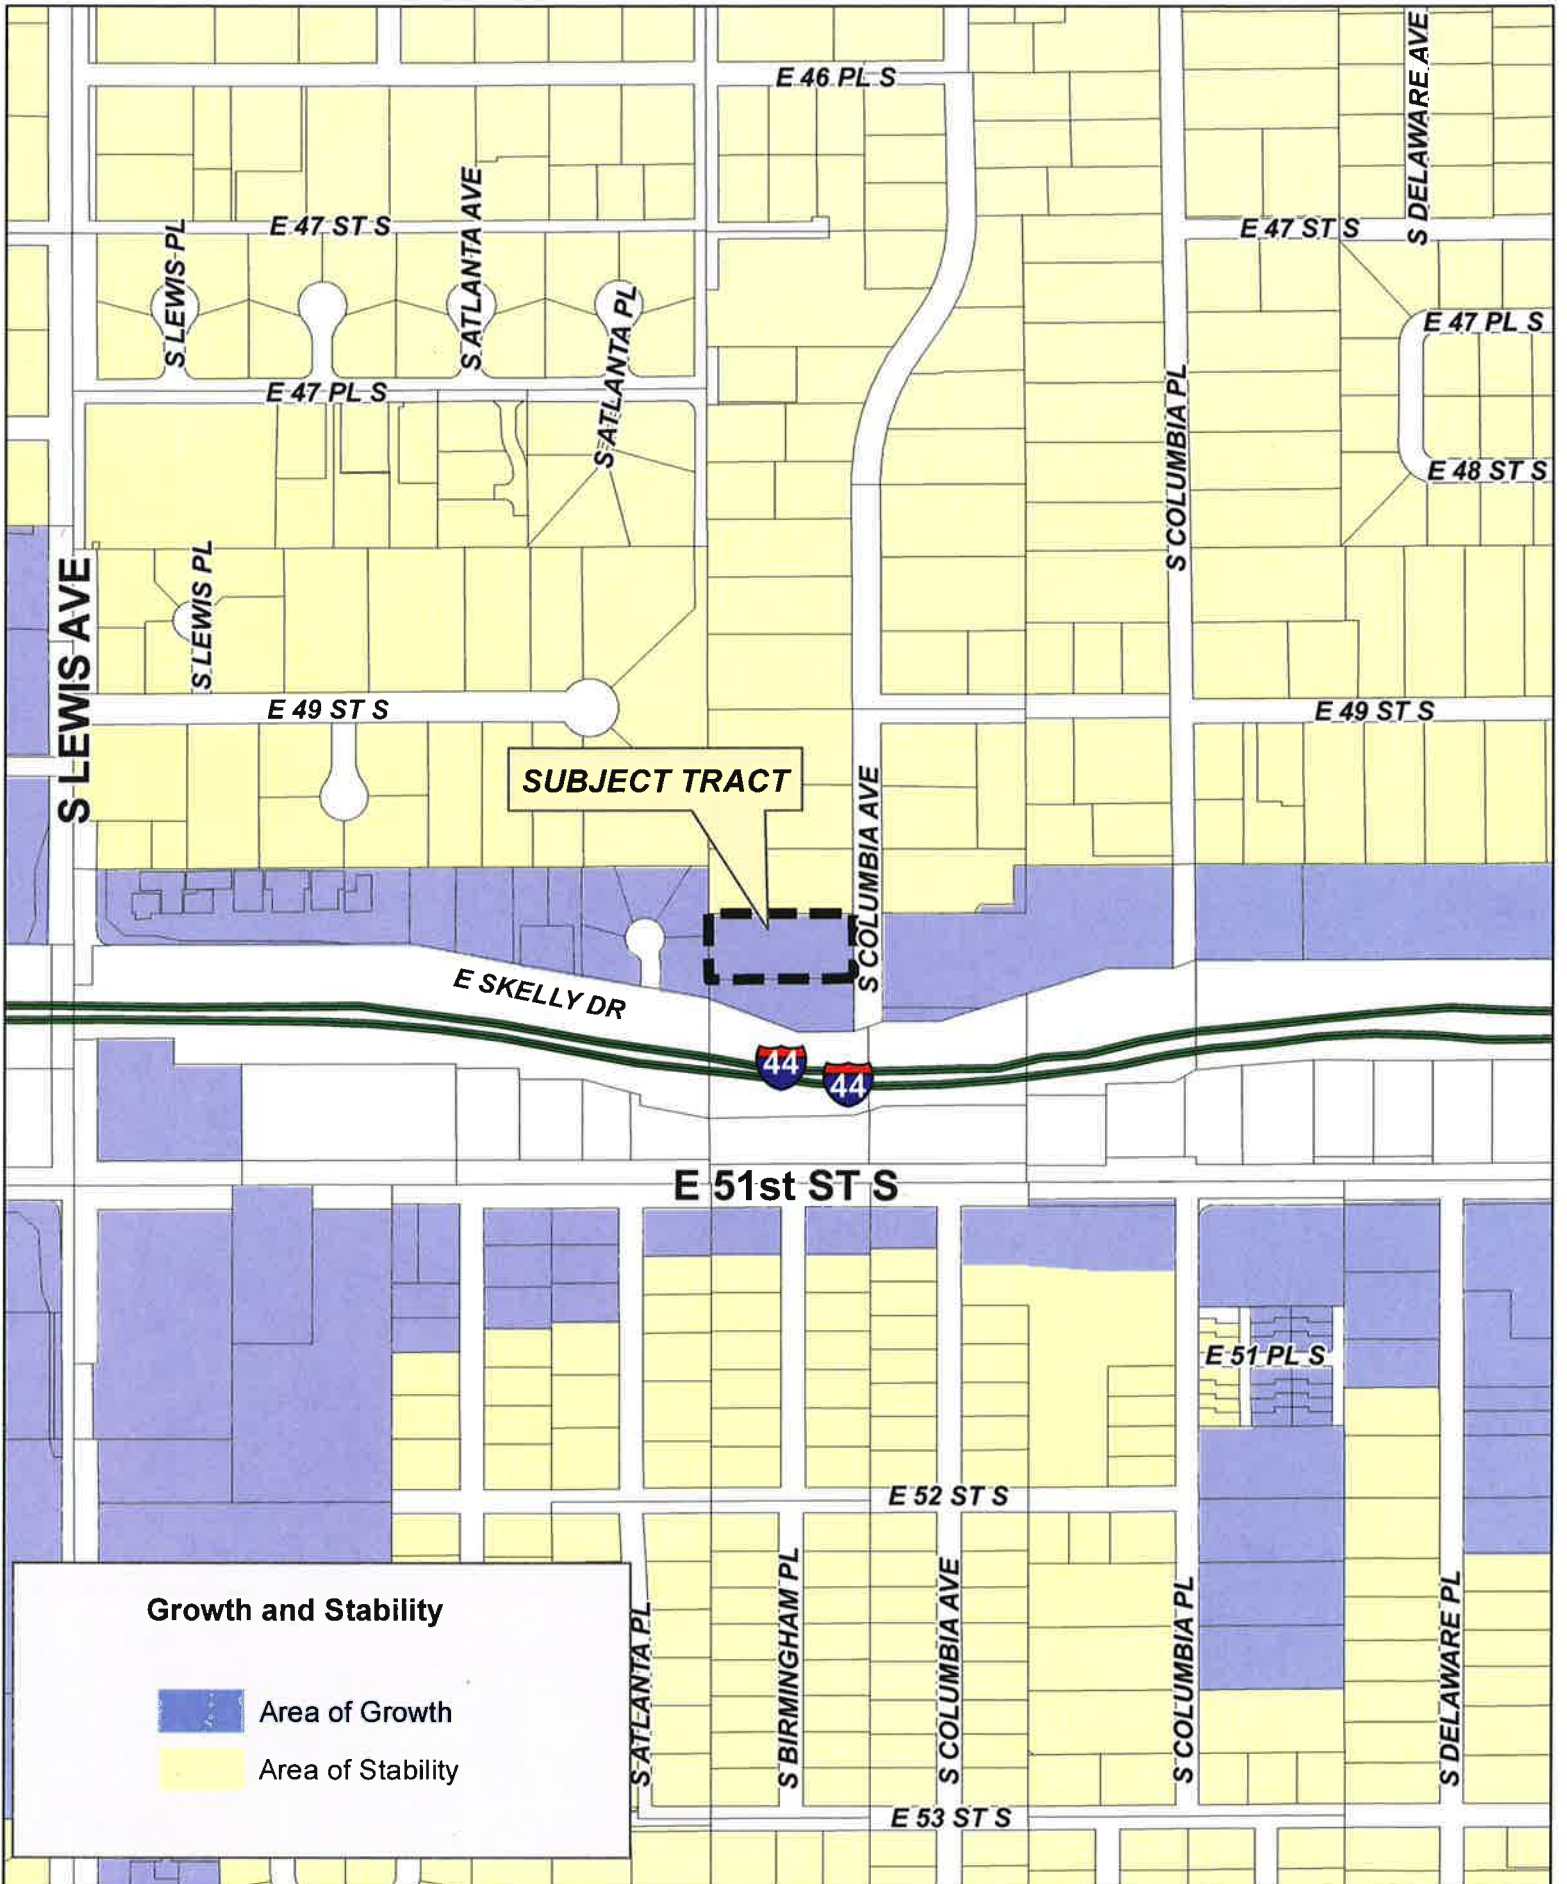 E 46 PL S
S DELAWARE AVE
E 47 ST S
S LEWIS PL
S ATLANTA AVE
E 47 ST S
S ATLANTA PL
E 47 PL S
E 47 PL S
S COLUMBIA PL
E 48 ST S
S LEWIS AVE
S LEWIS PL
E 49 ST S
E 49 ST S
SUBJECT TRACT
S COLUMBIA AVE
E SKELLY DR
44
44
E 51st ST S
E 51 PL S
E 52 ST S
Growth and Stability
Area of Growth
Area of Stability
S ATLANTA PL
S BIRMINGHAM PL
S COLUMBIA AVE
S COLUMBIA PL
S DELAWARE PL
E 53 ST S